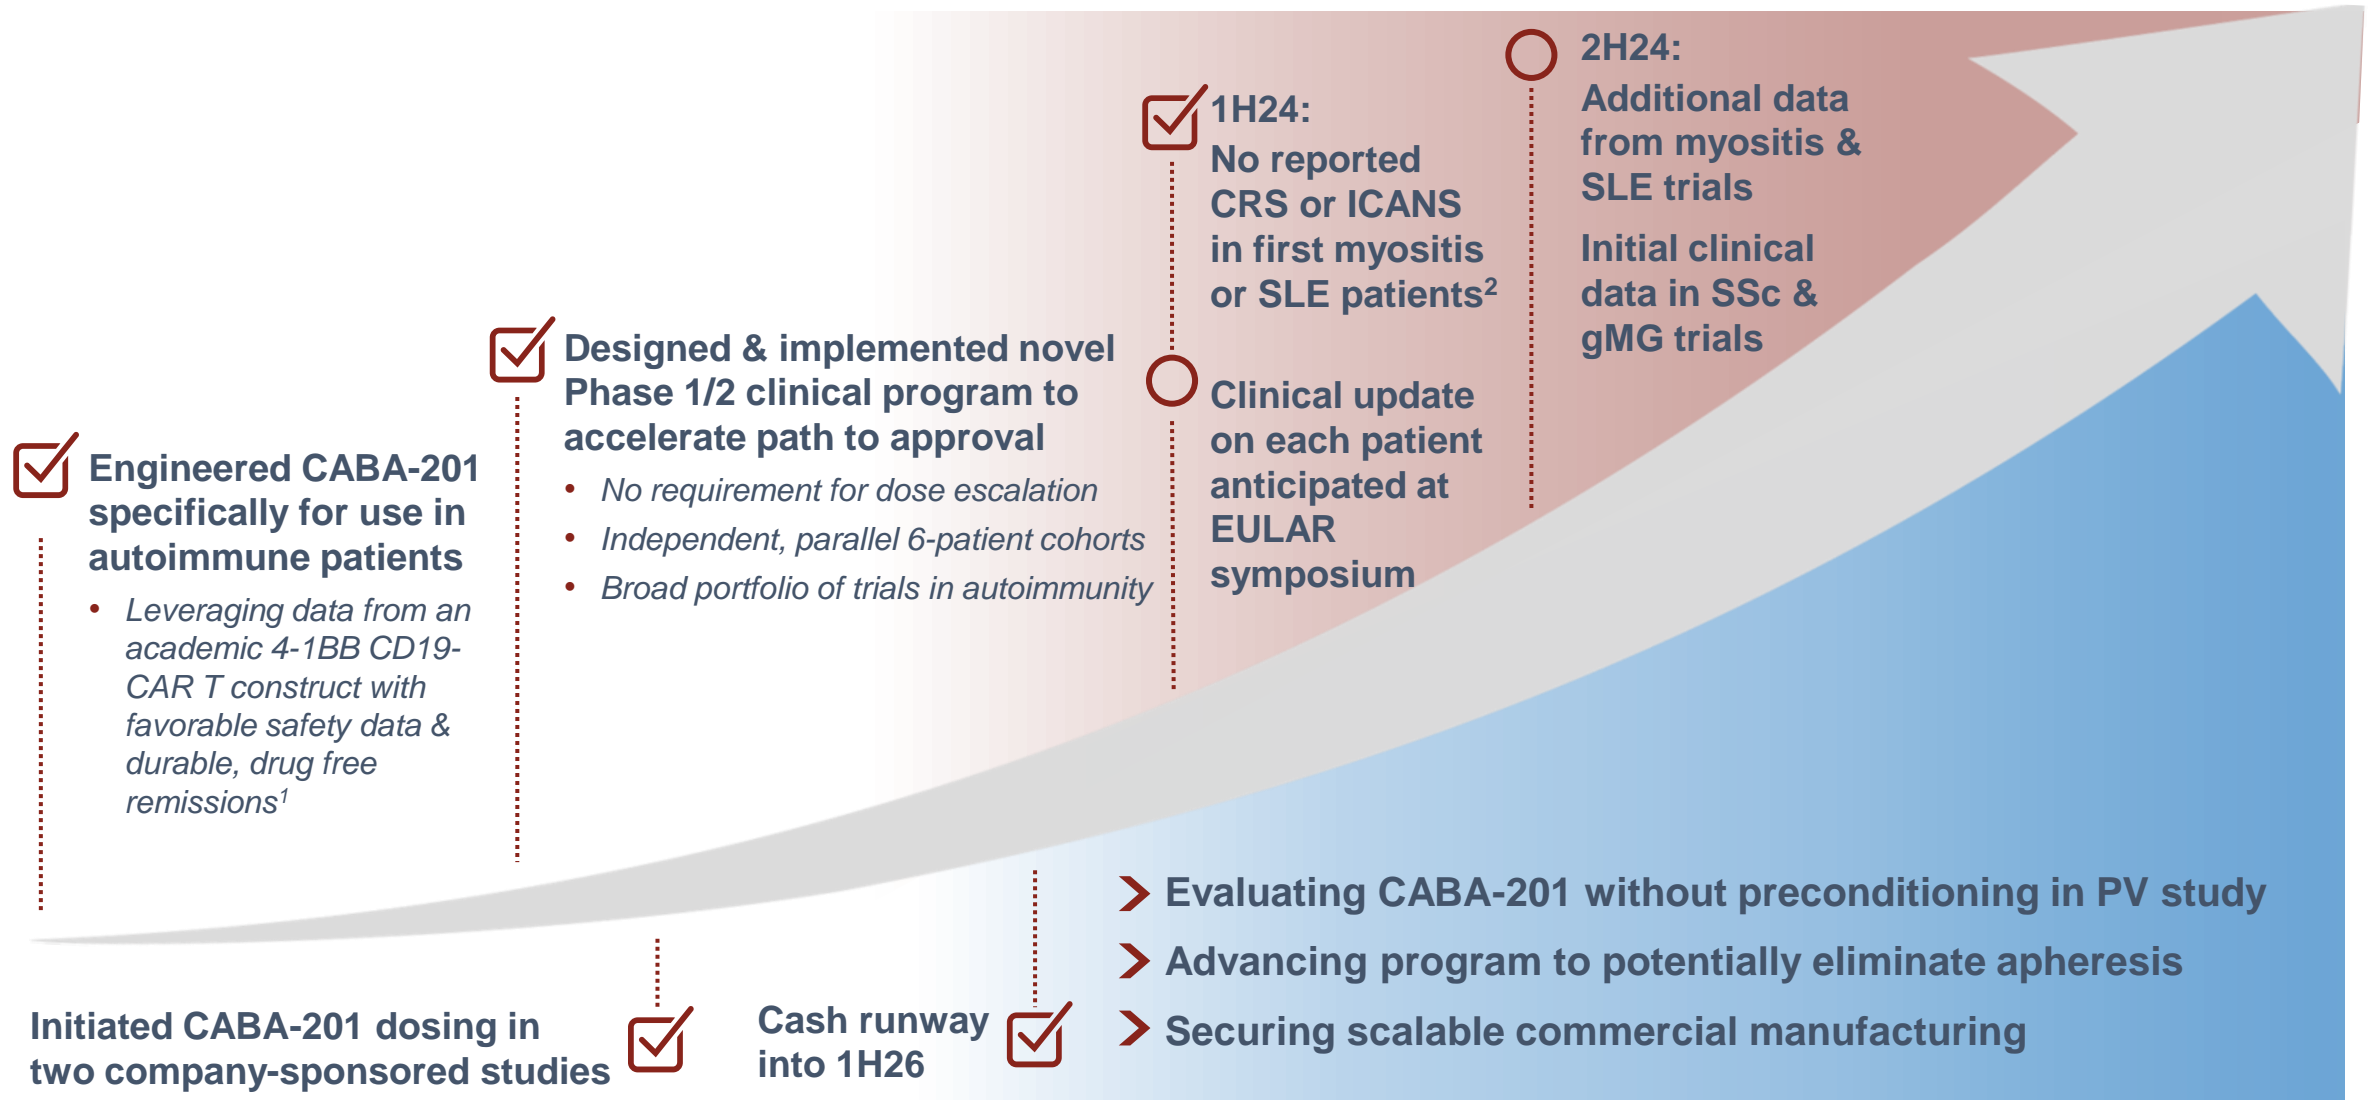 Engineered CABA-201
specifically for use in
autoimmune patients
• Leveraging data from an
academic 4-1BB CD19-
CAR T construct with
favorable safety data &
durable, drug free
remissions¹
Designed & implemented novel
Phase 1/2 clinical program to
accelerate path to approval
• No requirement for dose escalation
• Independent, parallel 6-patient cohorts
• Broad portfolio of trials in autoimmunity
1H24:
No reported
CRS or ICANS
in first myositis
or SLE patients²
Clinical update
on each patient
anticipated at
EULAR
symposium
2H24:
Additional data
from myositis &
SLE trials
Initial clinical
data in SSc &
gMG trials
Initiated CABA-201 dosing in
two company-sponsored studies
Cash runway
into 1H26
Evaluating CABA-201 without preconditioning in PV study
Advancing program to potentially eliminate apheresis
Securing scalable commercial manufacturing